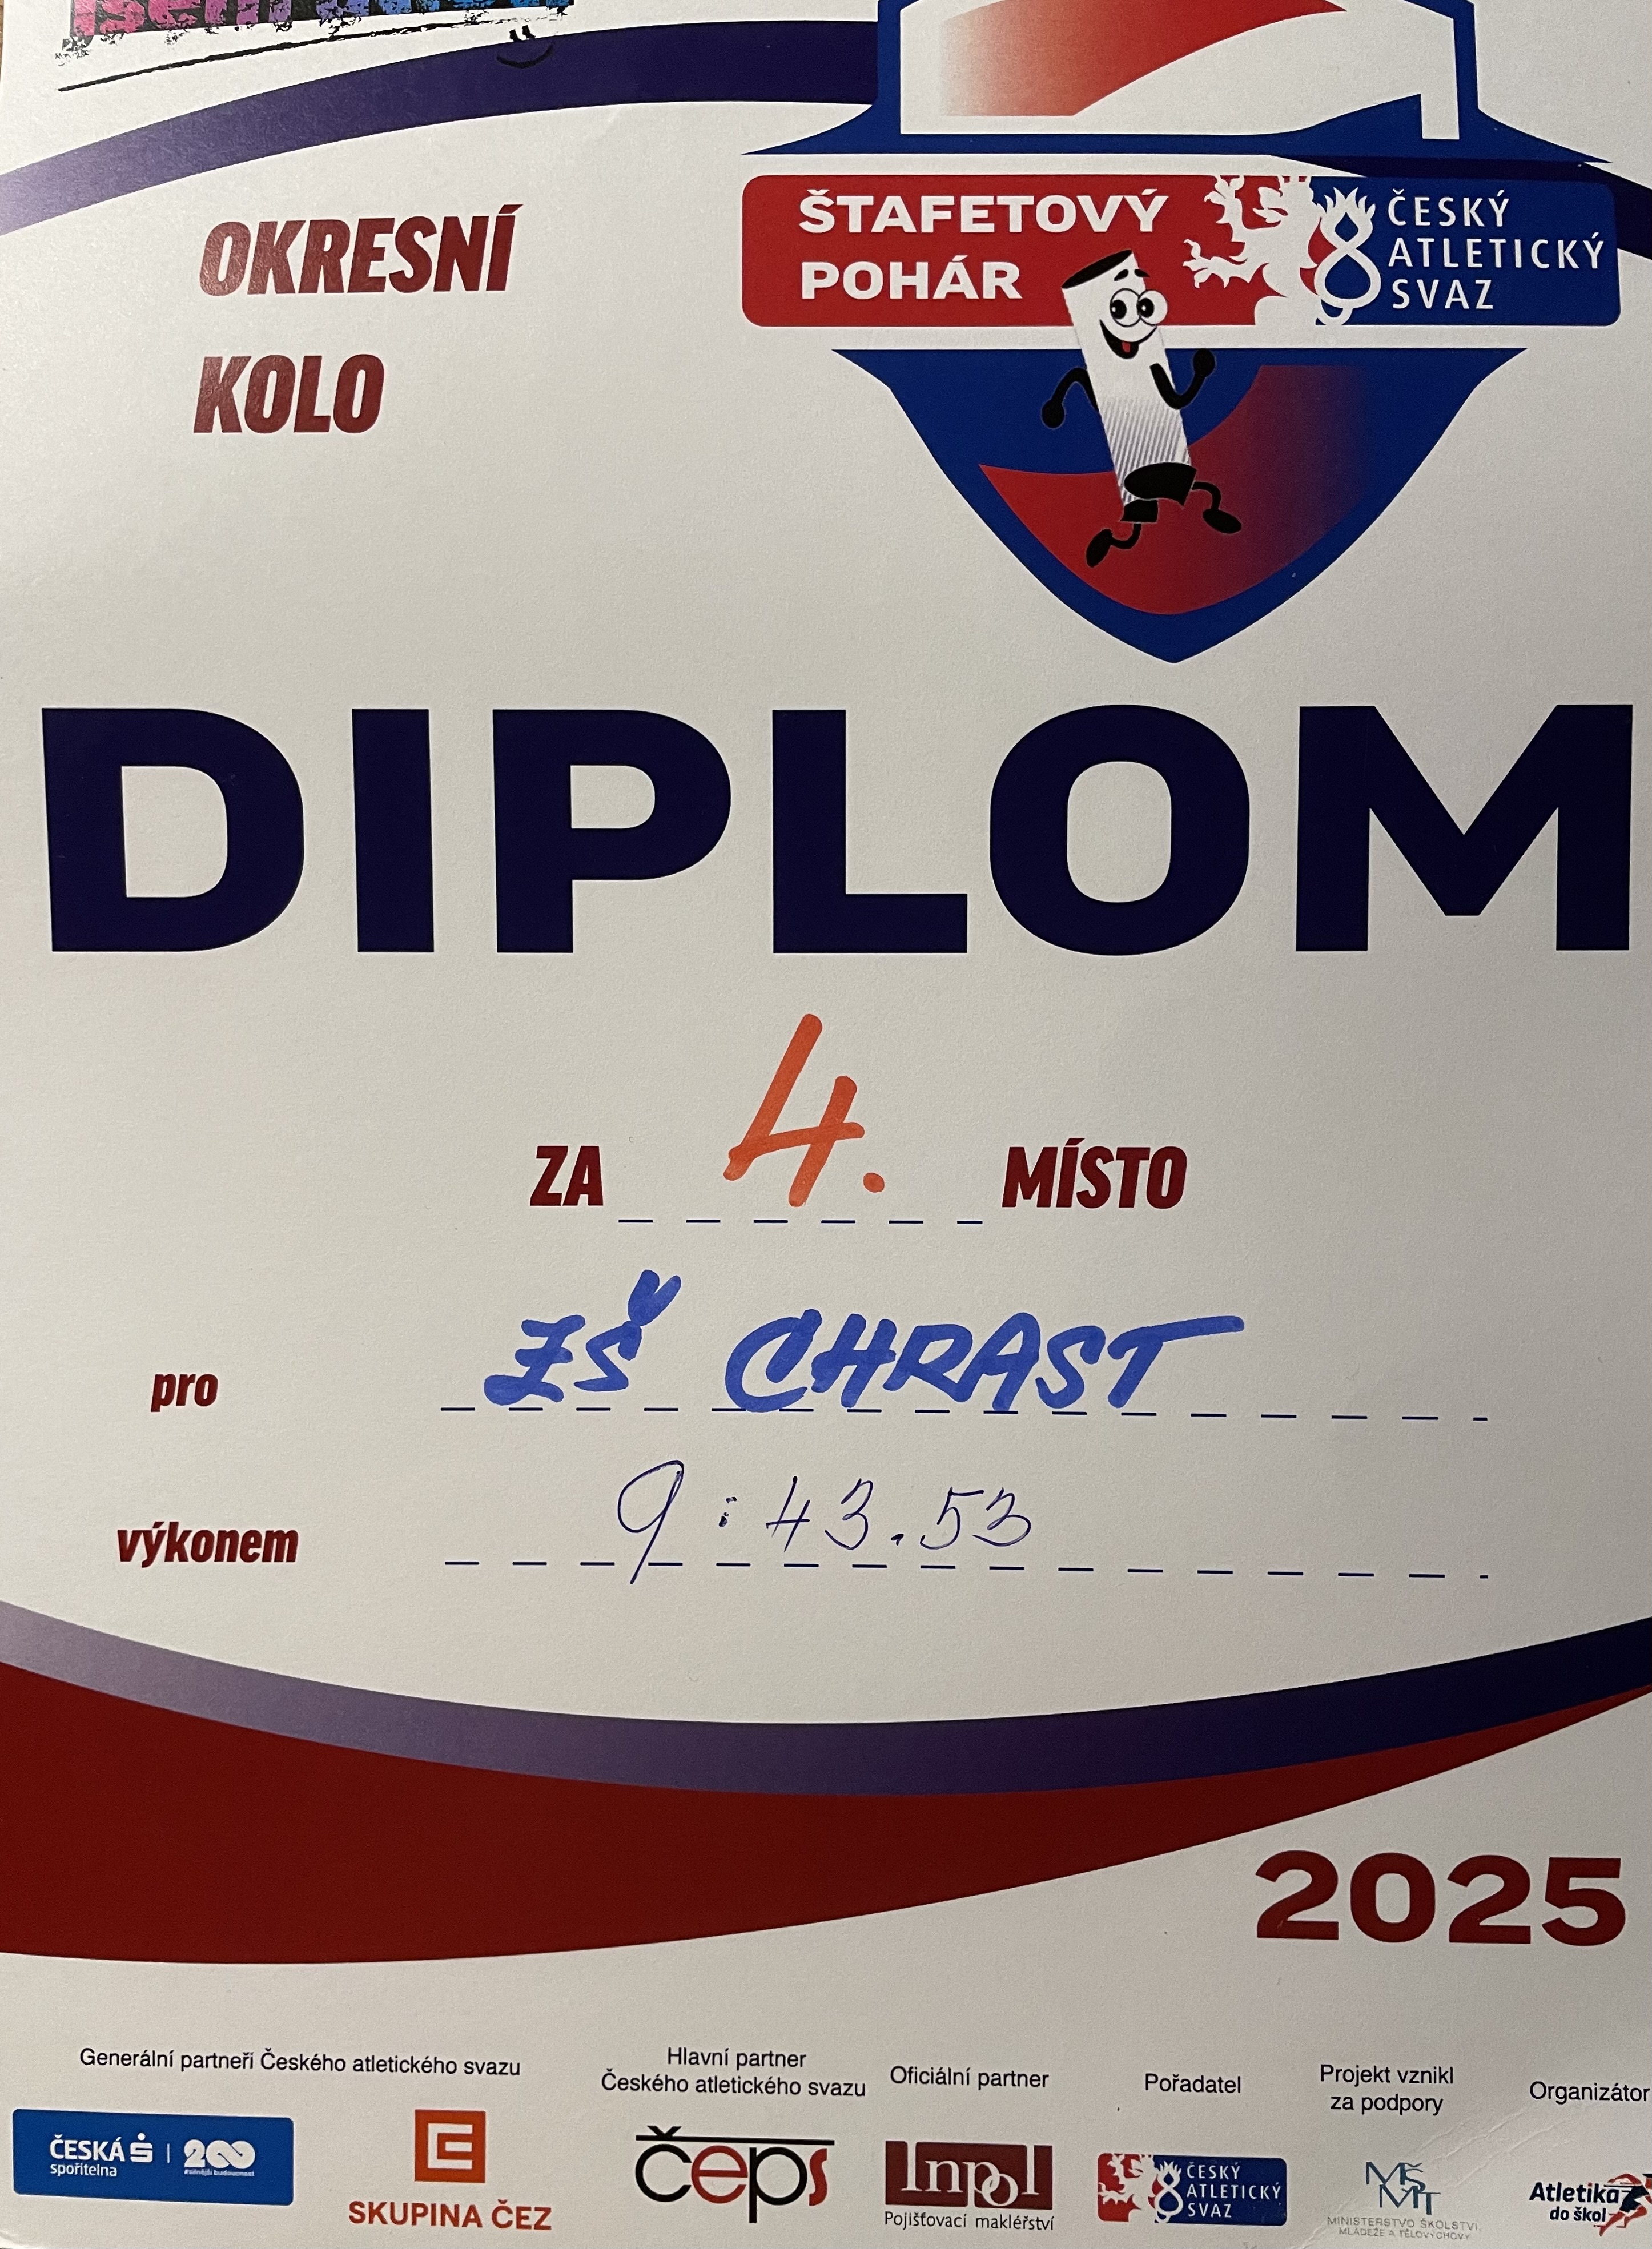 OKRESNÍ
KOLO
ŠTAFETOVÝ
POHÁR
ČESKÝ
ATLETICKÝ
SVAZ
DIPLOM
ZA 4. MÍSTO
pro ZŠ CHRAST
výkonem 9:43.53
2025
Generální partneři Českého atletického svazu
ČESKÁ
spořitelna
200
#silnější budoucnost
SKUPINA ČEZ
Hlavní partner
Českého atletického svazu
čeps
Oficiální partner
Inpol
Pojišťovací makléřství
Pořadatel
ČESKÝ
ATLETICKÝ
SVAZ
Projekt vznikl
za podpory
MŠMT
MINISTERSTVO ŠKOLSTVÍ,
MLÁDEŽE A TĚLOVÝCHOVY
Organizátor
Atletika
do škol